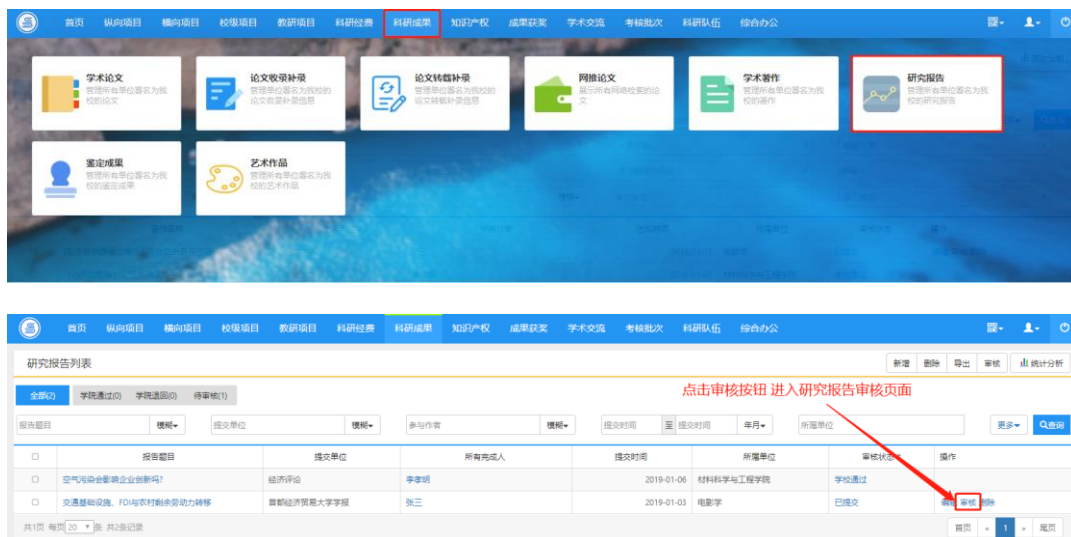 首页 纵向项目 横向项目 校级项目 教研项目 科研经费 科研成果 知识产权 成果获奖 学术交流 考核批次 科研队伍 综合办公
学术论文
管理所有单位署名为我
校的论文
论文收录补录
管理单位署名为我校的
论文收录补录信息
论文转载补录
管理单位署名为我校的
论文转载补录信息
网推论文
展示所有网络检索的论
文
学术著作
管理所有单位署名为我
校的著作
研究报告
管理所有单位署名为我
校的研究报告
鉴定成果
管理所有单位署名为我
校的鉴定成果
艺术作品
管理所有单位署名为我
校的艺术作品
首页 纵向项目 横向项目 校级项目 教研项目 科研经费 科研成果 知识产权 成果获奖 学术交流 考核批次 科研队伍 综合办公
研究报告列表 新增 删除 导出 审核 统计分析
全部(2) 学院通过(0) 学院退回(0) 待审核(1)
点击审核按钮 进入研究报告审核页面
报告题目 模糊 提交单位 模糊 参与作者 模糊 提交时间 至 提交时间 年月 所属单位 更多 查询
报告题目 提交单位 所有完成人 提交时间 所属单位 审核状态 操作
空气污染会影响企业创新吗? 经济评论 李孝明 2019-01-06 材料科学与工程学院 学校通过
交通基础设施、FDI与农村剩余劳动力转移 首都经济贸易大学学报 张三 2019-01-03 电影学 已提交 编辑 审核 删除
共1页 每页 20 共2条记录 首页 « 1 » 尾页